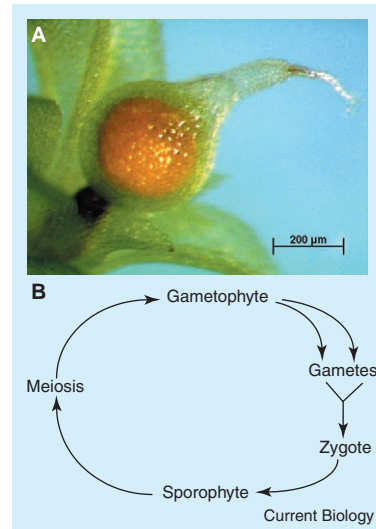 A
200 µm
B
Gametophyte
Gametes
Meiosis
Zygote
Sporophyte
Current Biology